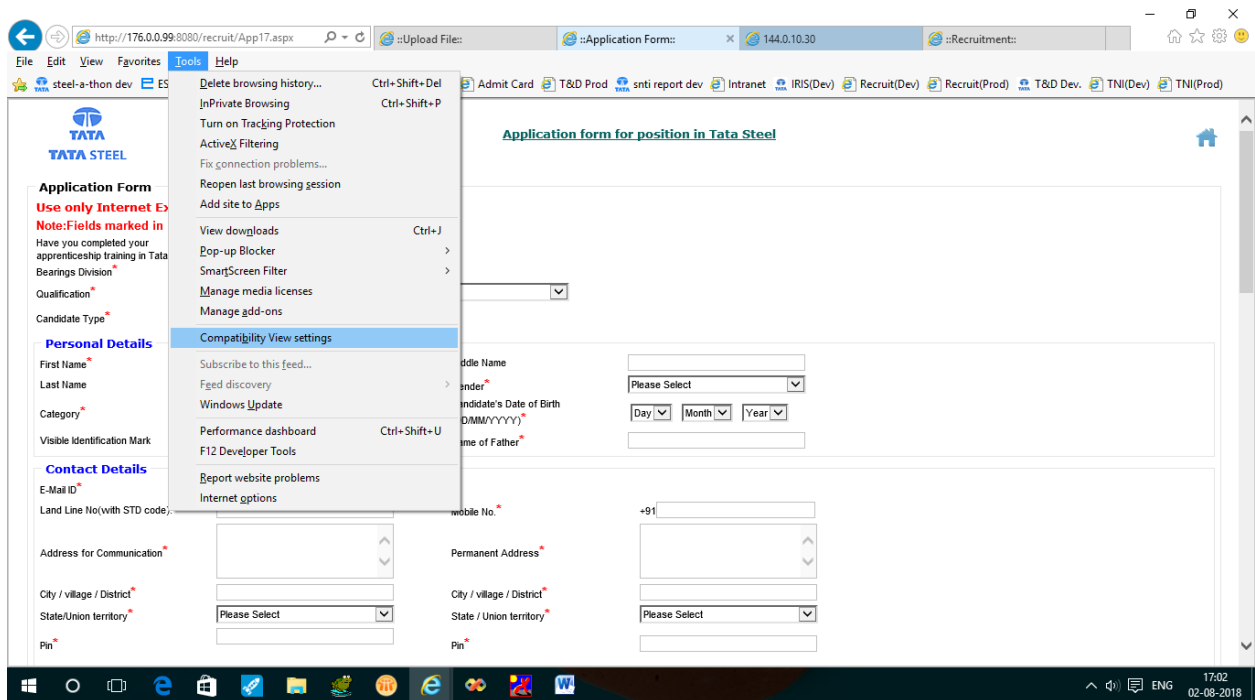 http://176.0.0.99:8080/recruit/App17.aspx
::Upload File::
::Application Form::
144.0.10.30
::Recruitment::
File Edit View Favorites Tools Help
steel-a-thon dev
Admit Card T&D Prod snti report dev Intranet IRIS(Dev) Recruit(Dev) Recruit(Prod) T&D Dev. TNI(Dev) TNI(Prod)
Delete browsing history... Ctrl+Shift+Del
InPrivate Browsing Ctrl+Shift+P
Turn on Tracking Protection
ActiveX Filtering
Fix connection problems...
Reopen last browsing session
Add site to Apps
View downloads Ctrl+J
Pop-up Blocker
SmartScreen Filter
Manage media licenses
Manage add-ons
Compatibility View settings
Subscribe to this feed...
Feed discovery
Windows Update
Performance dashboard Ctrl+Shift+U
F12 Developer Tools
Report website problems
Internet options
TATA
TATA STEEL
Application form for position in Tata Steel
Application Form
Use only Internet
Note:Fields marked in
Have you completed your
apprenticeship training in Tata
Bearings Division*
Qualification*
Candidate Type*
Personal Details
First Name*
Name
Last Name
Please Select
Category*
Candidate's Date of Birth
DD/MM/YYYY)*
Day Month Year
Visible Identification Mark
of Father*
Contact Details
E-Mail ID*
Land Line No(with STD code).
Mobile No.* +91
Address for Communication*
Permanent Address*
City / village / District*
City / village / District*
State/Union territory* Please Select
State / Union territory* Please Select
Pin*
Pin*
ENG
17:02
02-08-2018